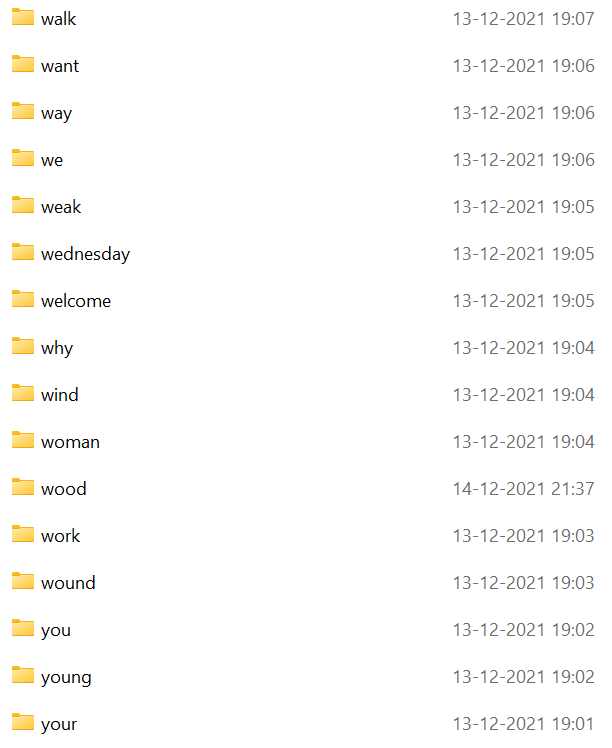 walk 13-12-2021 19:07
want 13-12-2021 19:06
way 13-12-2021 19:06
we 13-12-2021 19:06
weak 13-12-2021 19:05
wednesday 13-12-2021 19:05
welcome 13-12-2021 19:05
why 13-12-2021 19:04
wind 13-12-2021 19:04
woman 13-12-2021 19:04
wood 14-12-2021 21:37
work 13-12-2021 19:03
wound 13-12-2021 19:03
you 13-12-2021 19:02
young 13-12-2021 19:02
your 13-12-2021 19:01